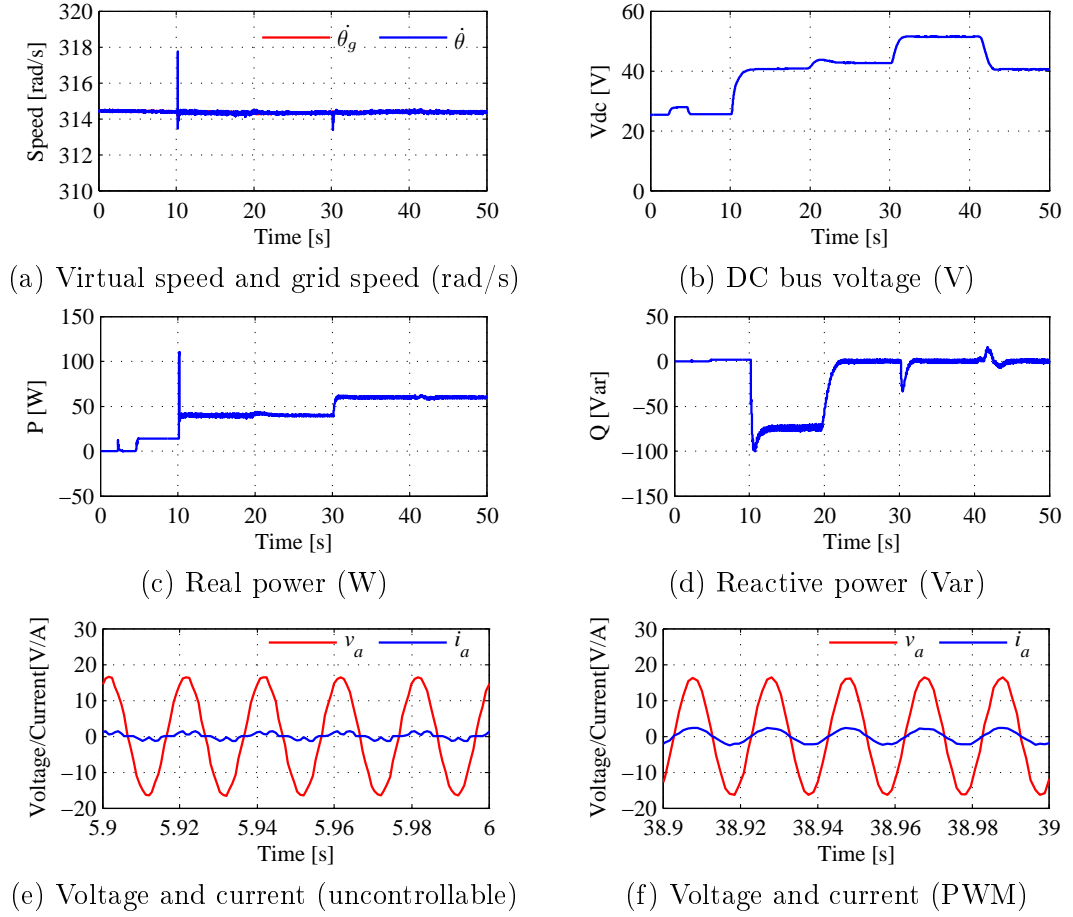 320
318
316
314
312
310
Speed [rad/s]
θ̇g θ̇
0 10 20 30 40 50
Time [s]
(a) Virtual speed and grid speed (rad/s)
60
40
20
0
Vdc [V]
0 10 20 30 40 50
Time [s]
(b) DC bus voltage (V)
150
100
50
0
−50
P [W]
0 10 20 30 40 50
Time [s]
(c) Real power (W)
50
0
−50
−100
−150
Q [Var]
0 10 20 30 40 50
Time [s]
(d) Reactive power (Var)
30
20
10
0
−10
−20
Voltage/Current[V/A]
va ia
5.9 5.92 5.94 5.96 5.98 6
Time [s]
(e) Voltage and current (uncontrollable)
30
20
10
0
−10
−20
Voltage/Current[V/A]
va ia
38.9 38.92 38.94 38.96 38.98 39
Time [s]
(f) Voltage and current (PWM)